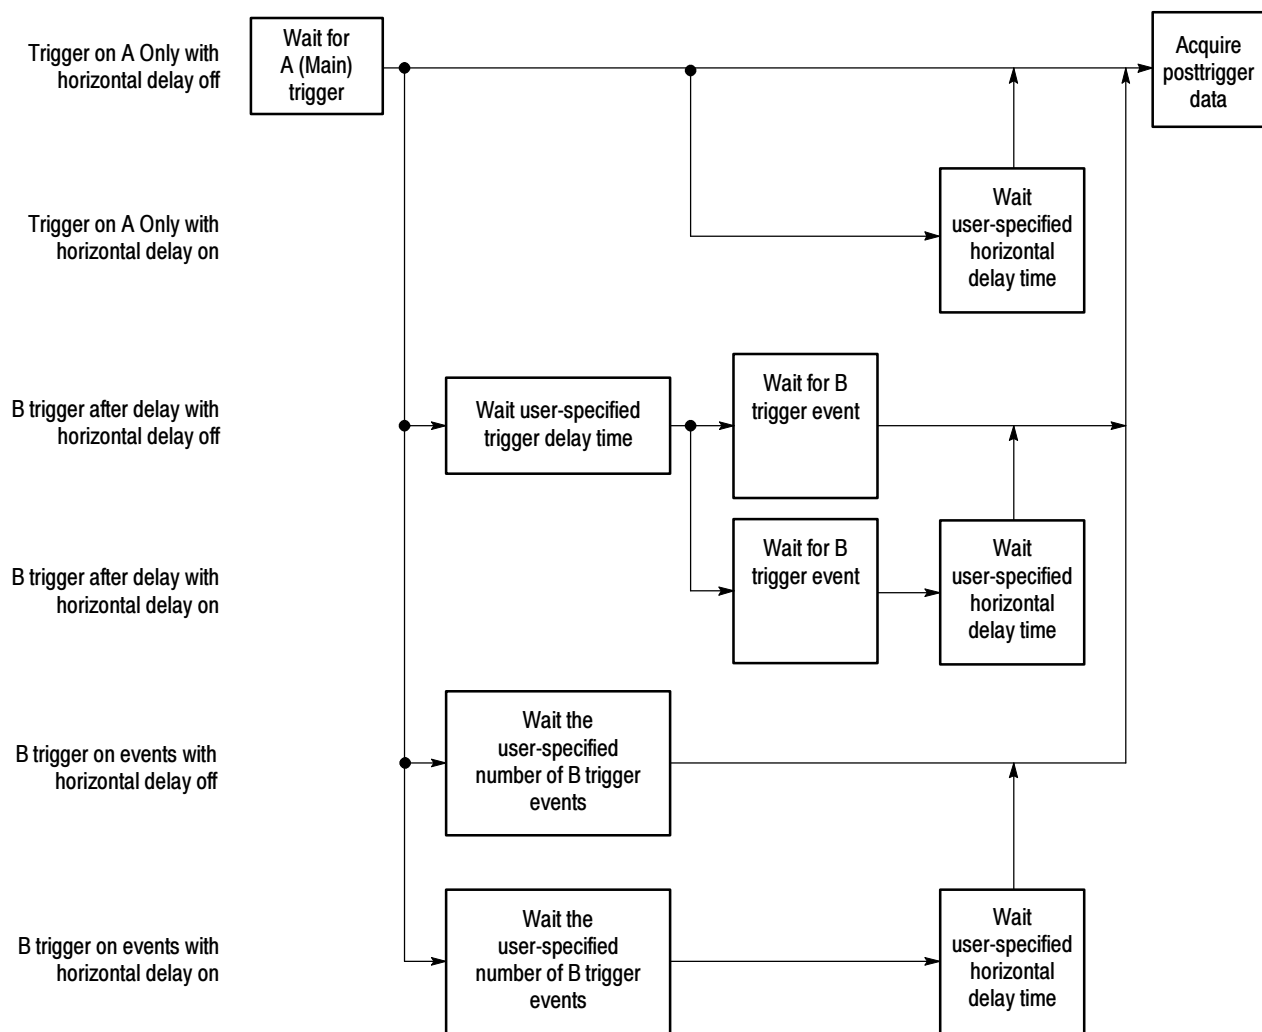 Trigger on A Only with
horizontal delay off
Wait for
A (Main)
trigger
Acquire
posttrigger
data
Trigger on A Only with
horizontal delay on
Wait
user-specified
horizontal
delay time
B trigger after delay with
horizontal delay off
Wait user-specified
trigger delay time
Wait for B
trigger event
B trigger after delay with
horizontal delay on
Wait for B
trigger event
Wait
user-specified
horizontal
delay time
B trigger on events with
horizontal delay off
Wait the
user-specified
number of B trigger
events
B trigger on events with
horizontal delay on
Wait the
user-specified
number of B trigger
events
Wait
user-specified
horizontal
delay time